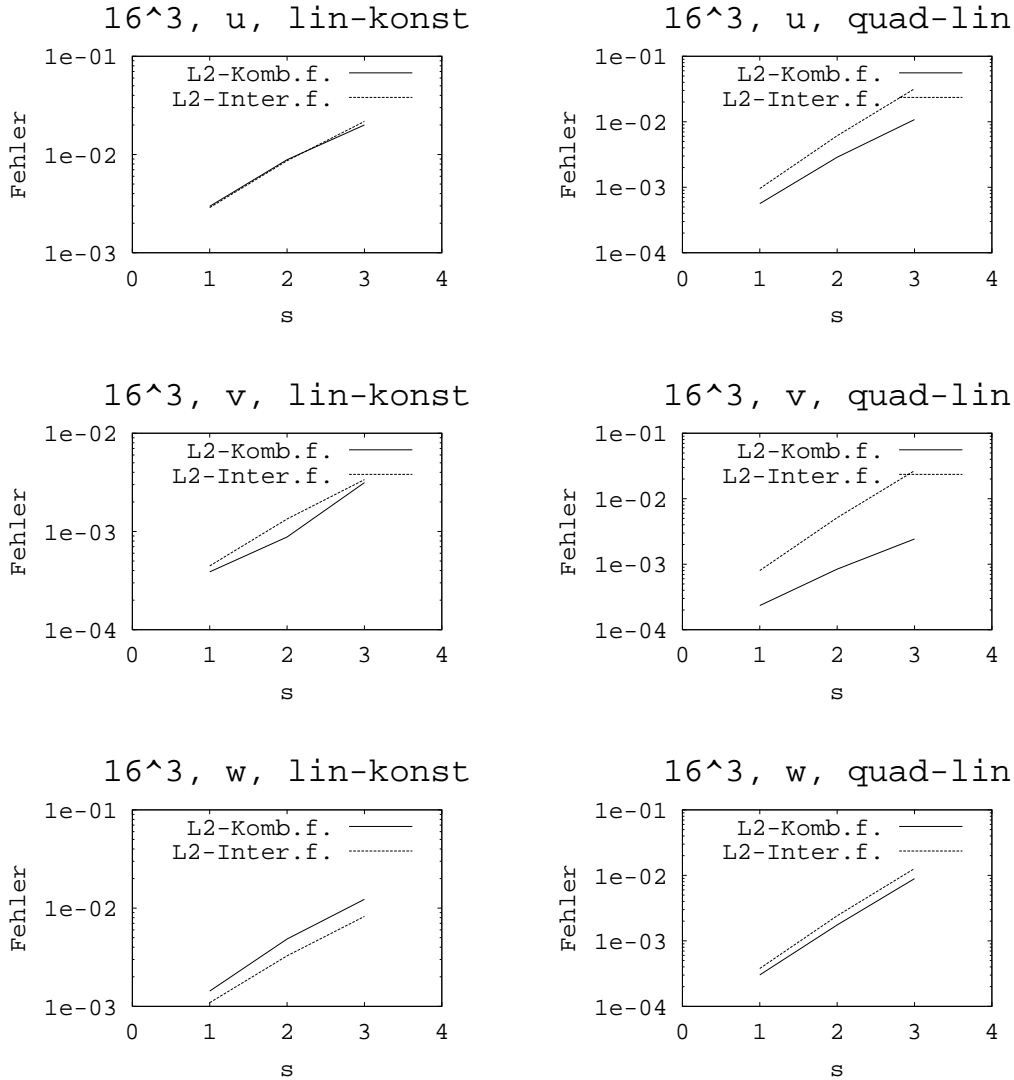 16^3, u, lin-konst
1e-01
L2-Komb.f.
L2-Inter.f.
Fehler
1e-02
1e-03
0 1 2 3 4
s
16^3, u, quad-lin
1e-01
L2-Komb.f.
L2-Inter.f.
1e-02
Fehler
1e-03
1e-04
0 1 2 3 4
s
16^3, v, lin-konst
1e-02
L2-Komb.f.
L2-Inter.f.
Fehler
1e-03
1e-04
0 1 2 3 4
s
16^3, v, quad-lin
1e-01
L2-Komb.f.
L2-Inter.f.
1e-02
Fehler
1e-03
1e-04
0 1 2 3 4
s
16^3, w, lin-konst
1e-01
L2-Komb.f.
L2-Inter.f.
Fehler
1e-02
1e-03
0 1 2 3 4
s
16^3, w, quad-lin
1e-01
L2-Komb.f.
L2-Inter.f.
1e-02
Fehler
1e-03
1e-04
0 1 2 3 4
s